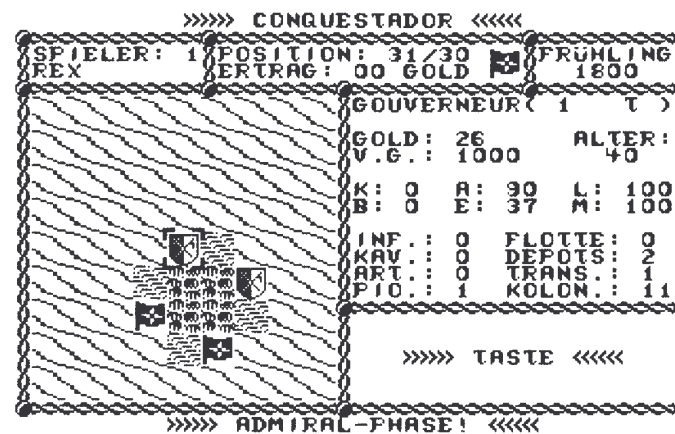 »»» CONQUESTADOR «««
SPIELER: 1
REX
POSITION: 31/30
ERTRAG: 00 GOLD
FRÜHLING
1800
GOUVERNEUR( 1 T )
GOLD: 26 ALTER:
V.G.: 1000 40
K: 0 A: 90 L: 100
B: 0 E: 37 M: 100
INF.: 0 FLOTTE: 0
KAV.: 0 DEPOTS: 2
ART.: 0 TRANS.: 1
PIO.: 1 KOLON.: 11
»»» TASTE «««
»»» ADMIRAL-PHASE! «««